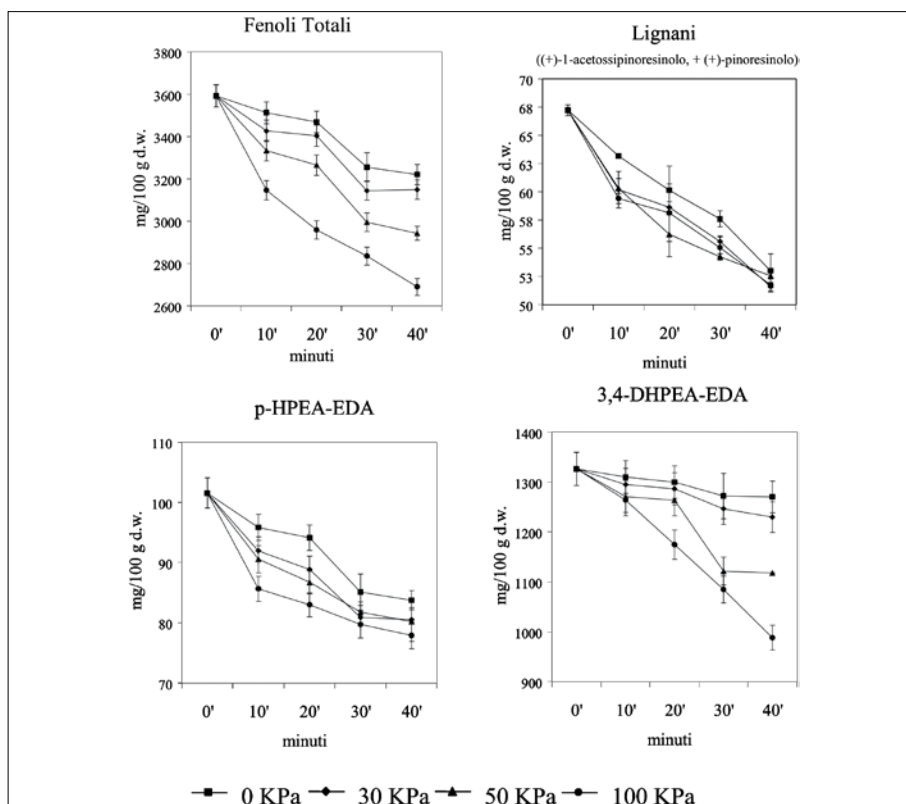 Fenoli Totali
3800
3600
3400
3200
3000
2800
2600
mg/100 g d.w.
0' 10' 20' 30' 40'
minuti
Lignani
((+)-1-acetossipinoresinolo, + (+)-pinoresinolo)
70
68
65
63
60
58
55
53
50
mg/100 g d.w.
0' 10' 20' 30' 40'
minuti
p-HPEA-EDA
110
100
90
80
70
mg/100 g d.w.
0' 10' 20' 30' 40'
minuti
3,4-DHPEA-EDA
1400
1300
1200
1100
1000
900
mg/100 g d.w.
0' 10' 20' 30' 40'
minuti
0 KPa 30 KPa 50 KPa 100 KPa